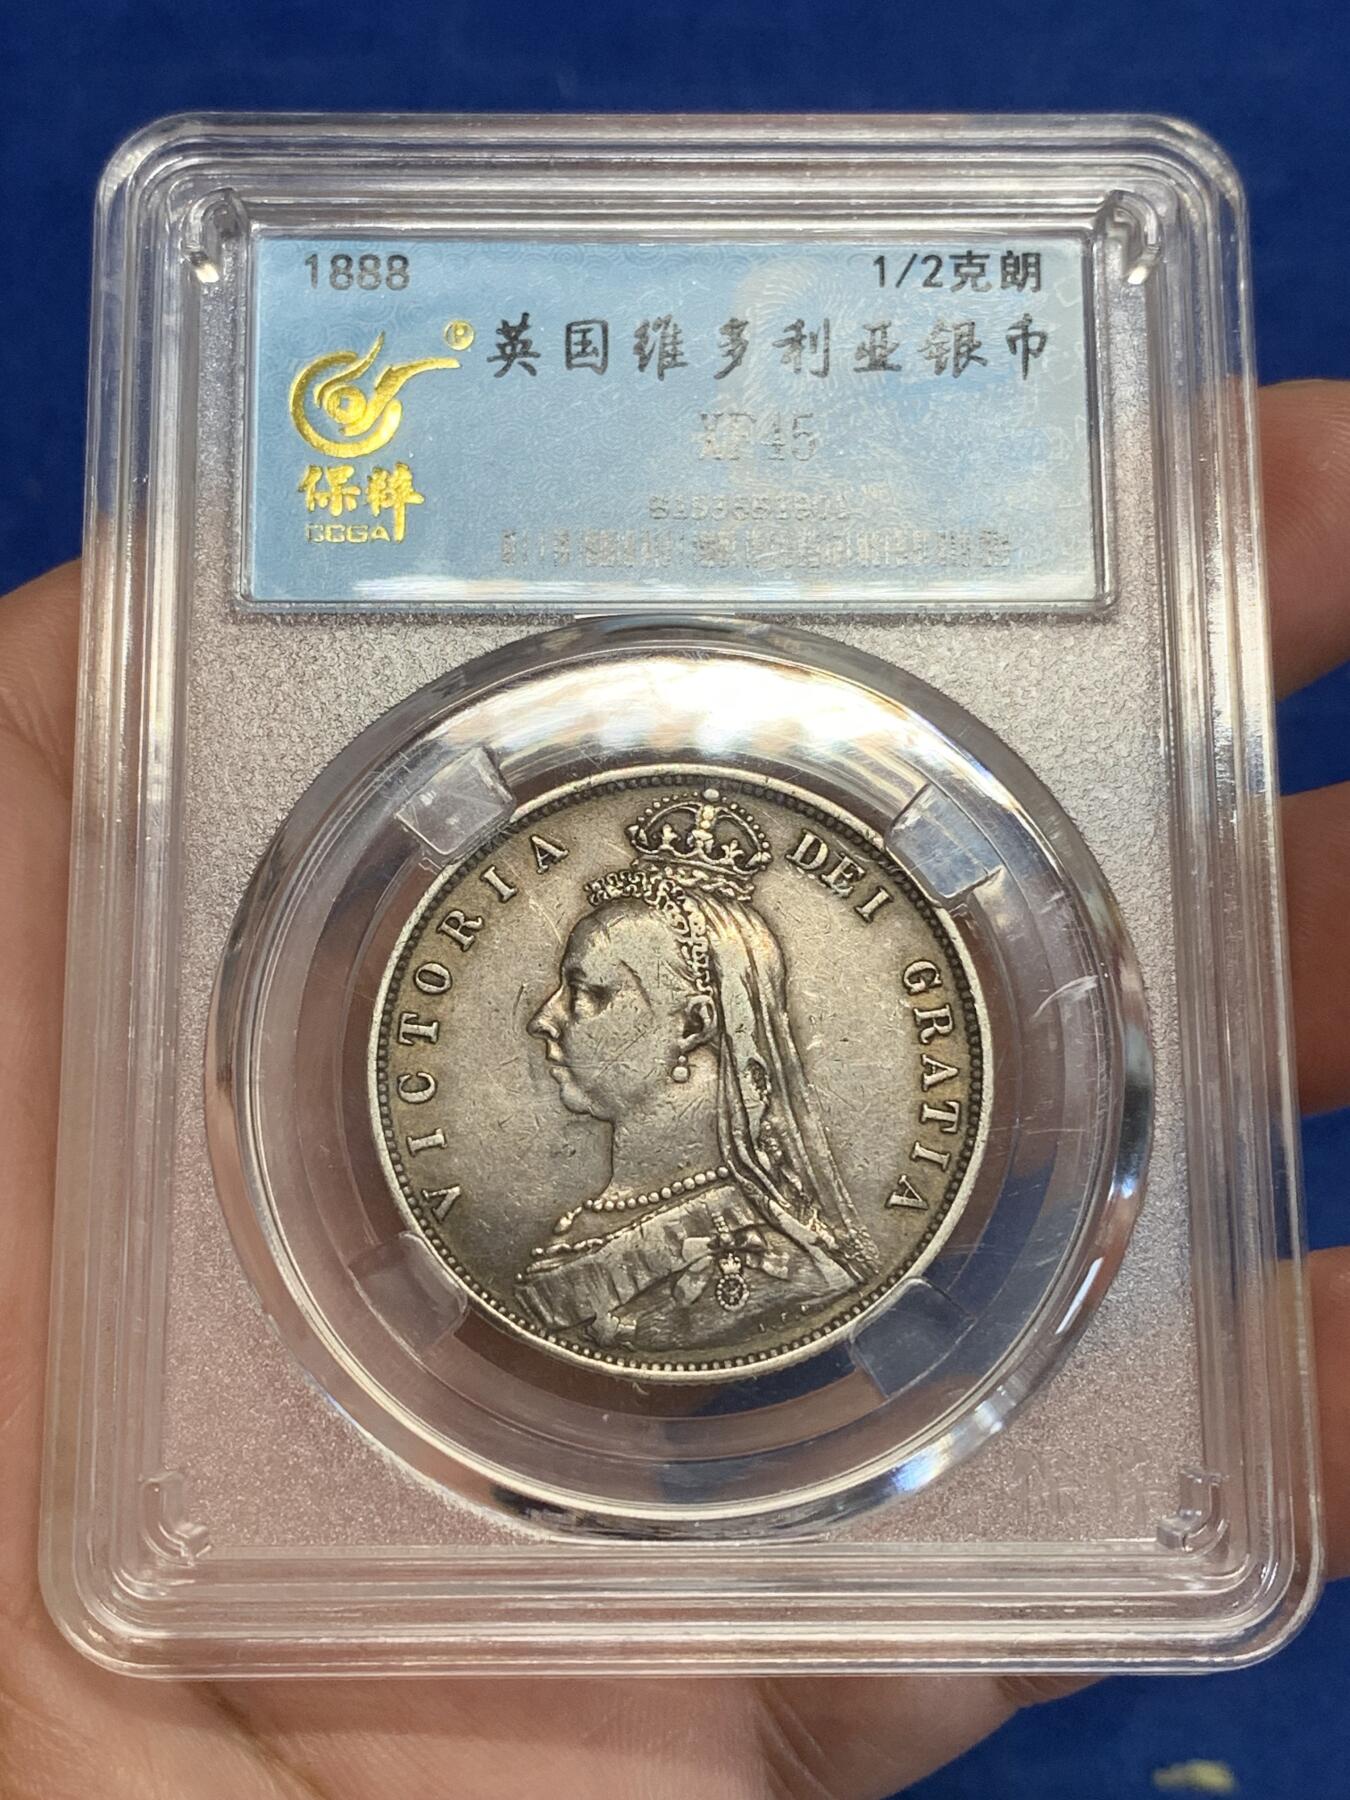 1888 1/2克朗
英国维多利亚银币
XF45
保粹
CCGA
VICTORIA DEI GRATIA